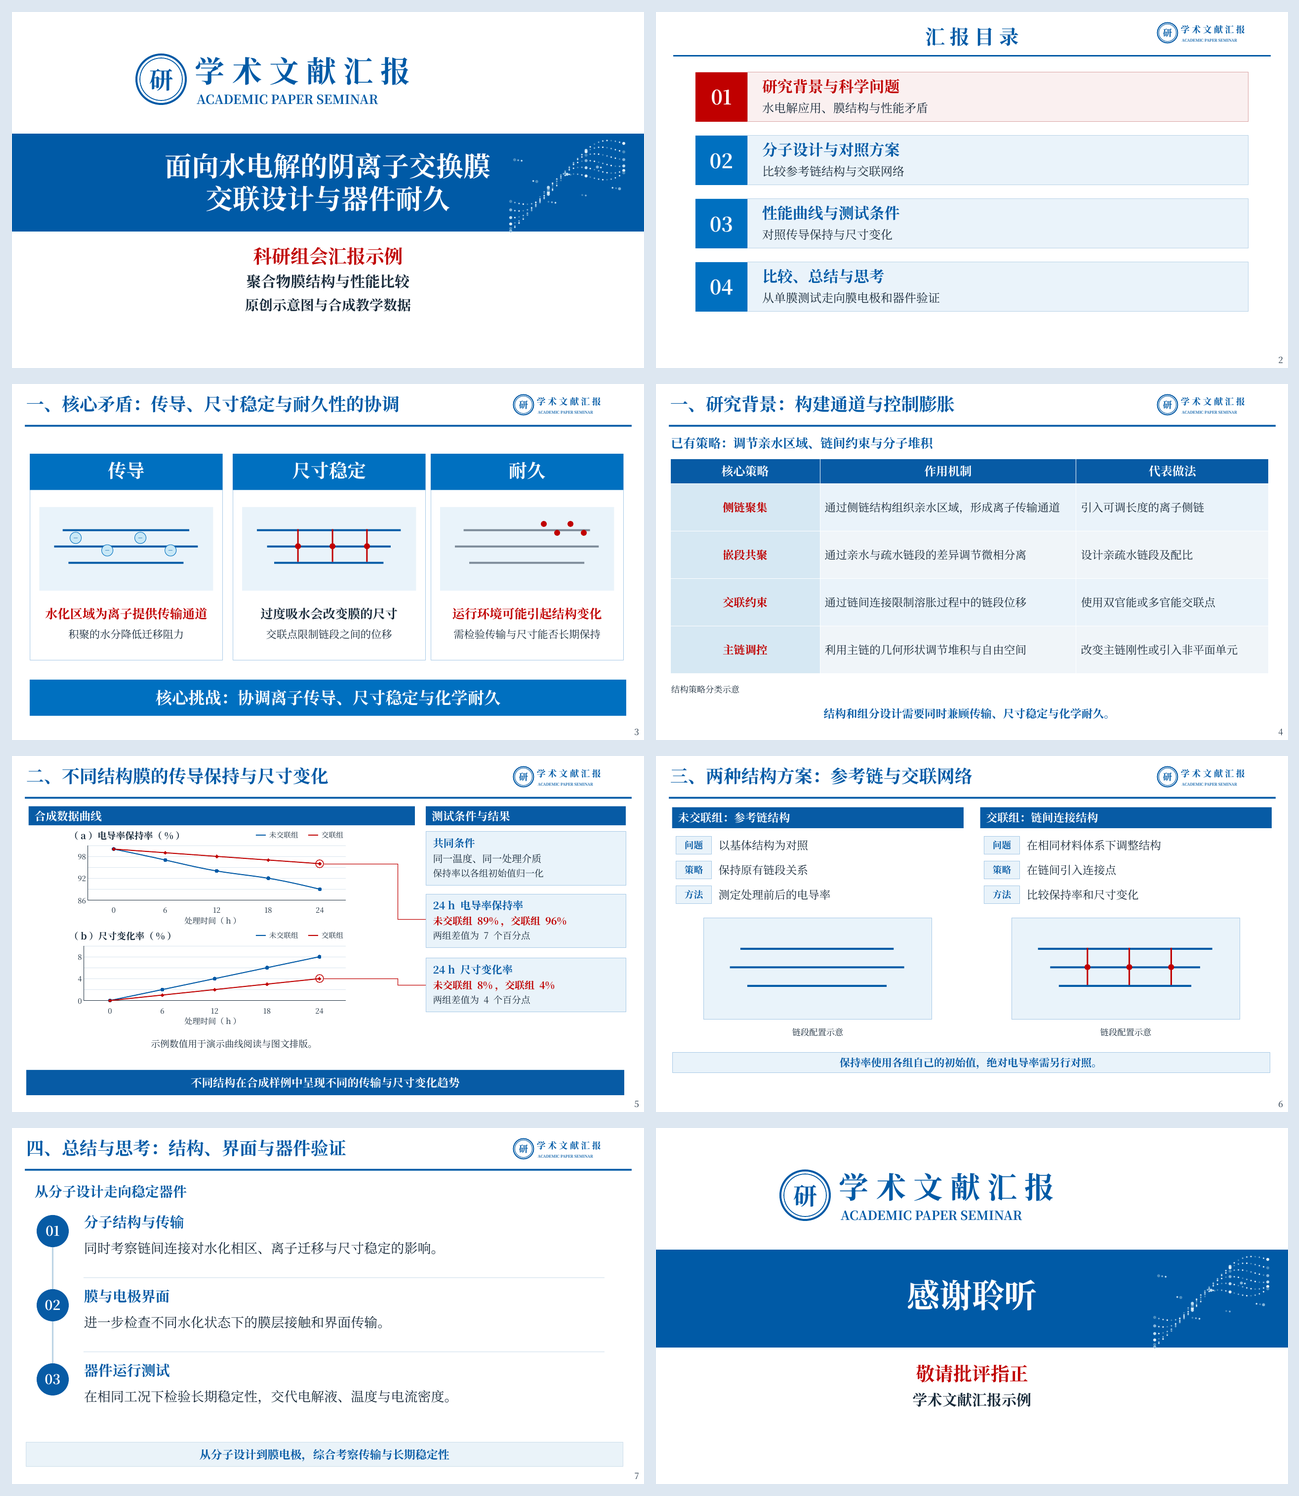 研 学术文献汇报
ACADEMIC PAPER SEMINAR
面向水电解的阴离子交换膜
交联设计与器件耐久
科研组会汇报示例
聚合物膜结构与性能比较
原创示意图与合成教学数据
汇报目录
研 学术文献汇报
ACADEMIC PAPER SEMINAR
01 研究背景与科学问题
水电解应用、膜结构与性能矛盾
02 分子设计与对照方案
比较参考链结构与交联网络
03 性能曲线与测试条件
对照传导保持与尺寸变化
04 比较、总结与思考
从单膜测试走向膜电极和器件验证
2
一、核心矛盾：传导、尺寸稳定与耐久性的协调
研 学术文献汇报
ACADEMIC PAPER SEMINAR
传导
水化区域为离子提供传输通道
积聚的水分降低迁移阻力
尺寸稳定
过度吸水会改变膜的尺寸
交联点限制链段之间的位移
耐久
运行环境可能引起结构变化
需检验传输与尺寸能否长期保持
核心挑战：协调离子传导、尺寸稳定与化学耐久
3
一、研究背景：构建通道与控制膨胀
研 学术文献汇报
ACADEMIC PAPER SEMINAR
已有策略：调节亲水区域、链间约束与分子堆积
核心策略 作用机制 代表做法
侧链聚集 通过侧链结构组织亲水区域，形成离子传输通道 引入可调长度的离子侧链
嵌段共聚 通过亲水与疏水链段的差异调节微相分离 设计亲疏水链段及配比
交联约束 通过链间连接限制溶胀过程中的链段位移 使用双官能或多官能交联点
主链调控 利用主链的几何形状调节堆积与自由空间 改变主链刚性或引入非平面单元
结构策略分类示意
结构和组分设计需要同时兼顾传输、尺寸稳定与化学耐久。
4
二、不同结构膜的传导保持与尺寸变化
研 学术文献汇报
ACADEMIC PAPER SEMINAR
合成数据曲线
（a）电导率保持率（%）
未交联组 交联组
98
92
86
0 6 12 18 24
处理时间（h）
（b）尺寸变化率（%）
未交联组 交联组
8
4
0
0 6 12 18 24
处理时间（h）
示例数值用于演示曲线阅读与图文排版。
测试条件与结果
共同条件
同一温度、同一处理介质
保持率以各组初始值归一化
24 h 电导率保持率
未交联组 89%，交联组 96%
两组差值为 7 个百分点
24 h 尺寸变化率
未交联组 8%，交联组 4%
两组差值为 4 个百分点
不同结构在合成样例中呈现不同的传输与尺寸变化趋势
5
三、两种结构方案：参考链与交联网络
研 学术文献汇报
ACADEMIC PAPER SEMINAR
未交联组：参考链结构
问题 以基体结构为对照
策略 保持原有链段关系
方法 测定处理前后的电导率
链段配置示意
交联组：链间连接结构
问题 在相同材料体系下调整结构
策略 在链间引入连接点
方法 比较保持率和尺寸变化
链段配置示意
保持率使用各组自己的初始值，绝对电导率需另行对照。
6
四、总结与思考：结构、界面与器件验证
研 学术文献汇报
ACADEMIC PAPER SEMINAR
从分子设计走向稳定器件
01 分子结构与传输
同时考察链间连接对水化相区、离子迁移与尺寸稳定的影响。
02 膜与电极界面
进一步检查不同水化状态下的膜层接触和界面传输。
03 器件运行测试
在相同工况下检验长期稳定性，交代电解液、温度与电流密度。
从分子设计到膜电极，综合考察传输与长期稳定性
7
研 学术文献汇报
ACADEMIC PAPER SEMINAR
感谢聆听
敬请批评指正
学术文献汇报示例